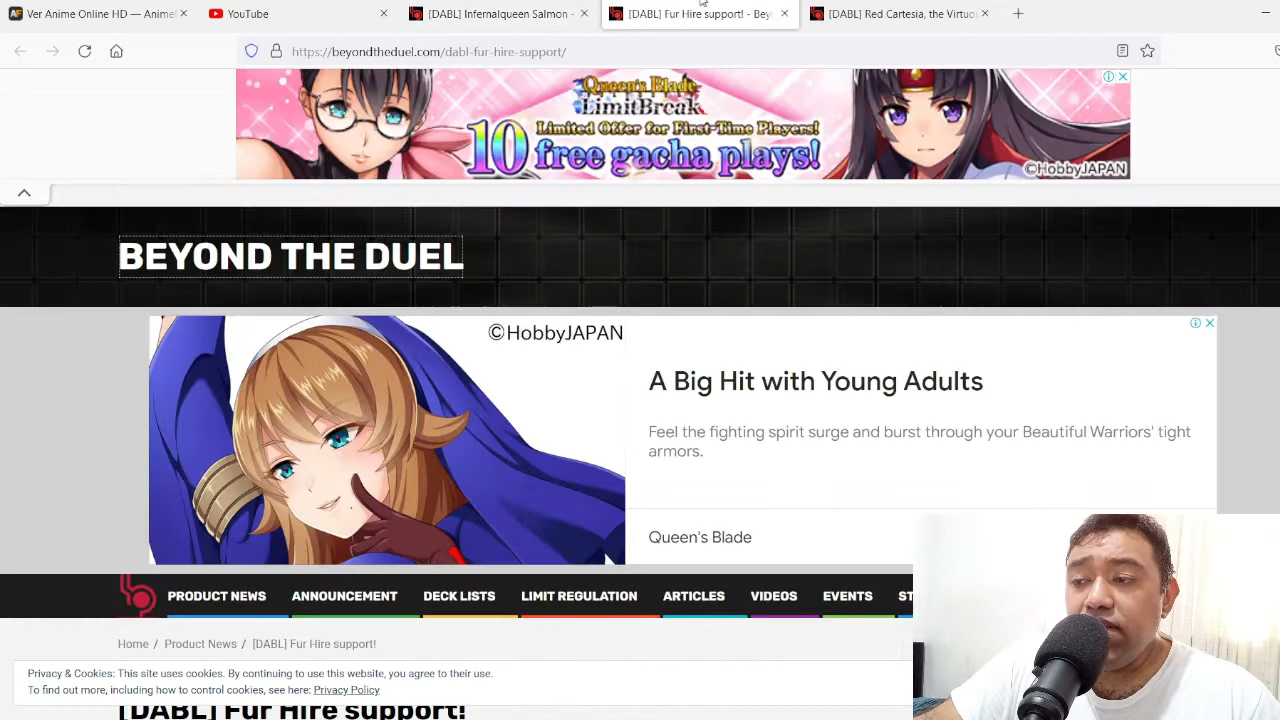 Ver Anime Online HD — Animei
YouTube
[DABL] Infernalqueen Salmon -
[DABL] Fur Hire support! - Bey
[DABL] Red Cartesia, the Virtuou
https://beyondtheduel.com/dabl-fur-hire-support/
Queen's Blade
LIMITBREAK
Limited Offer for First-Time Players!
10 free gacha plays!
©HobbyJAPAN
BEYOND THE DUEL
©HobbyJAPAN
A Big Hit with Young Adults
Feel the fighting spirit surge and burst through your Beautiful Warriors' tight
armors.
Queen's Blade
PRODUCT NEWS ANNOUNCEMENT DECK LISTS LIMIT REGULATION ARTICLES VIDEOS EVENTS ST
Home / Product News / [DABL] Fur Hire support!
Privacy & Cookies: This site uses cookies. By continuing to use this website, you agree to their use.
To find out more, including how to control cookies, see here: Privacy Policy
[DABL] Fur Hire support!